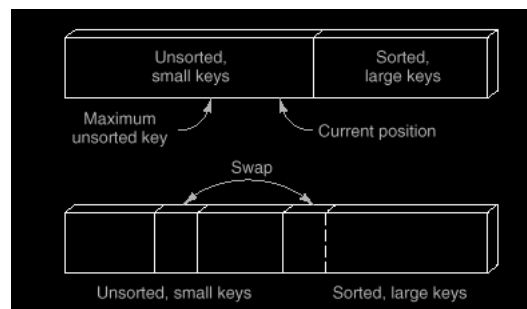 Unsorted,
small keys
Sorted,
large keys
Maximum
unsorted key
Current position
Swap
Unsorted, small keys
Sorted, large keys